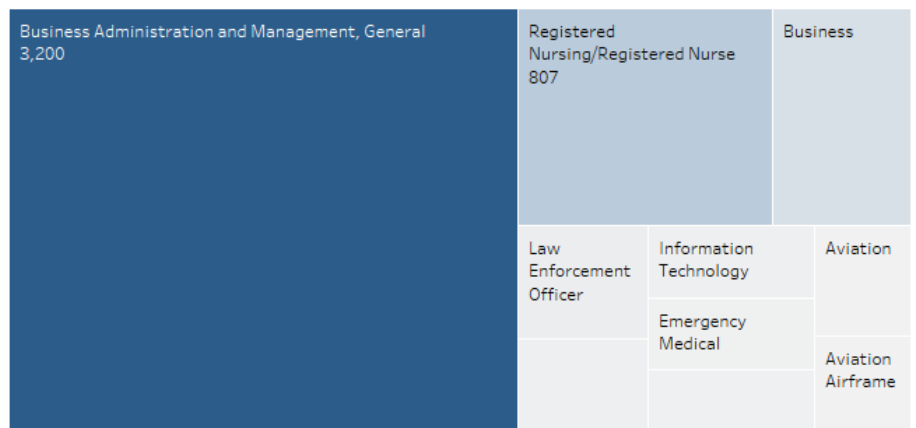 Business Administration and Management, General
3,200
Registered
Nursing/Registered Nurse
807
Business
Law
Enforcement
Officer
Information
Technology
Emergency
Medical
Aviation
Aviation
Airframe